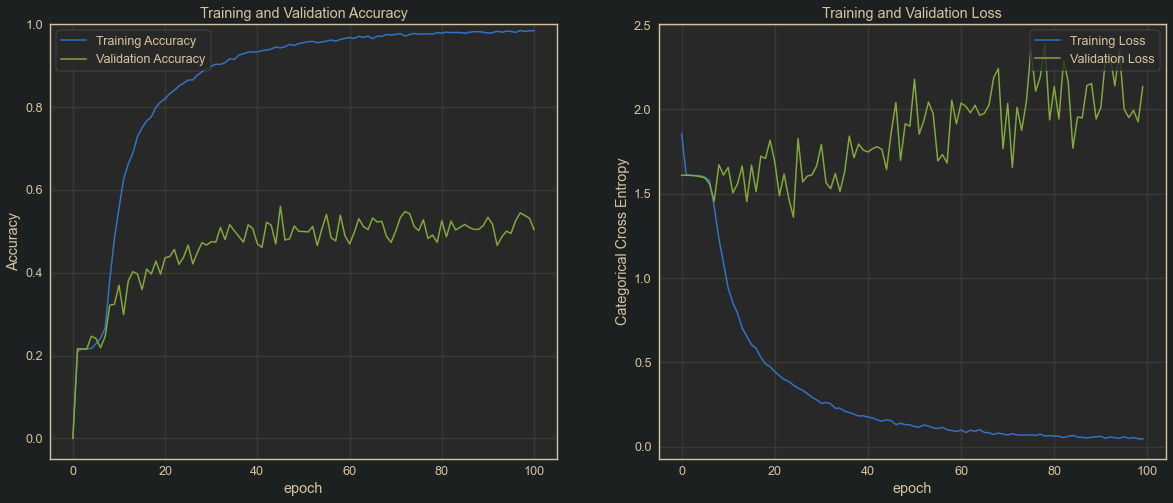 Training and Validation Accuracy
Training Accuracy
Validation Accuracy
1.0
0.8
0.6
0.4
0.2
0.0
Accuracy
0 20 40 60 80 100
epoch
Training and Validation Loss
Training Loss
Validation Loss
2.5
2.0
1.5
1.0
0.5
0.0
Categorical Cross Entropy
0 20 40 60 80 100
epoch